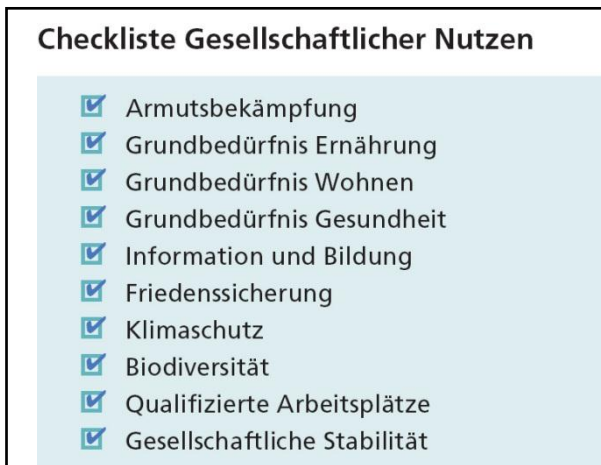 Checkliste Gesellschaftlicher Nutzen
Armutsbekämpfung
Grundbedürfnis Ernährung
Grundbedürfnis Wohnen
Grundbedürfnis Gesundheit
Information und Bildung
Friedenssicherung
Klimaschutz
Biodiversität
Qualifizierte Arbeitsplätze
Gesellschaftliche Stabilität